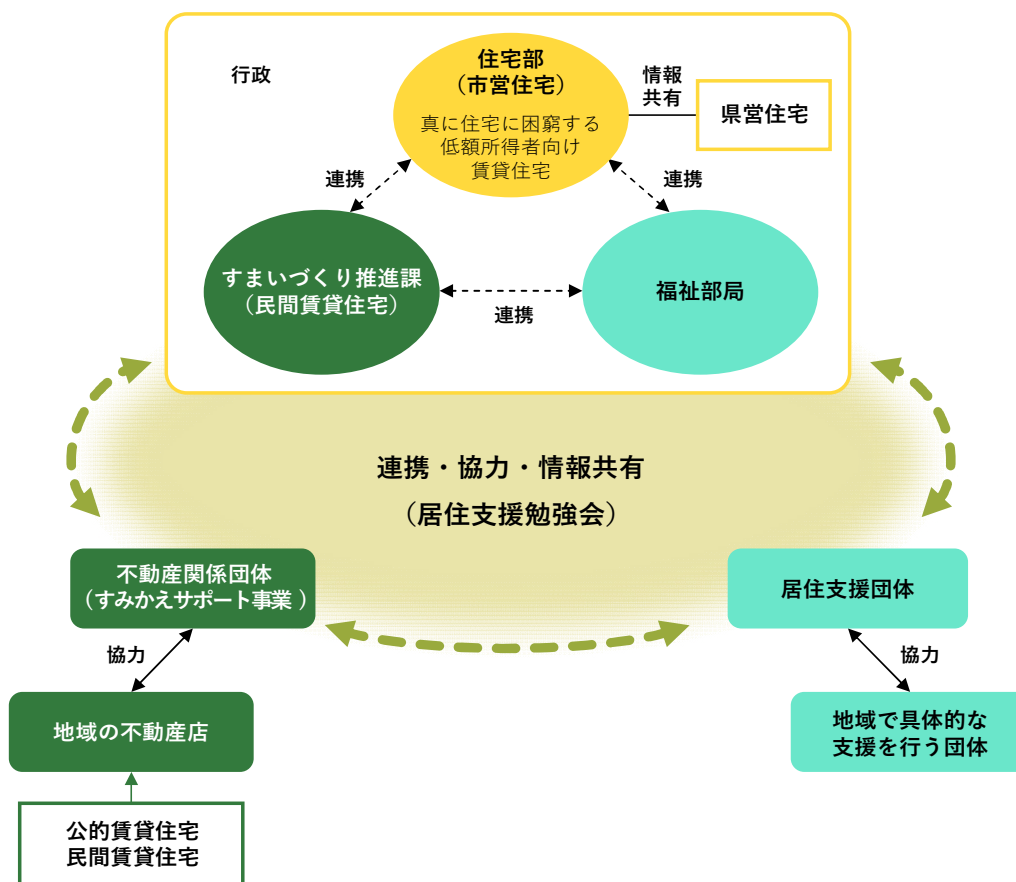 行政
住宅部
（市営住宅）
真に住宅に困窮する
低額所得者向け
賃貸住宅
情報
共有
県営住宅
連携
連携
すまいづくり推進課
（民間賃貸住宅）
連携
福祉部局
連携・協力・情報共有
（居住支援勉強会）
不動産関係団体
（すみかえサポート事業）
居住支援団体
協力
協力
地域の不動産店
地域で具体的な
支援を行う団体
公的賃貸住宅
民間賃貸住宅